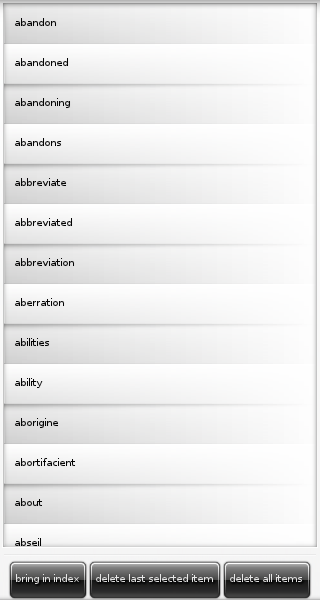 abandon
abandoned
abandoning
abandons
abbreviate
abbreviated
abbreviation
aberration
abilities
ability
aborigine
abortifacient
about
abseil
bring in index delete last selected item delete all items